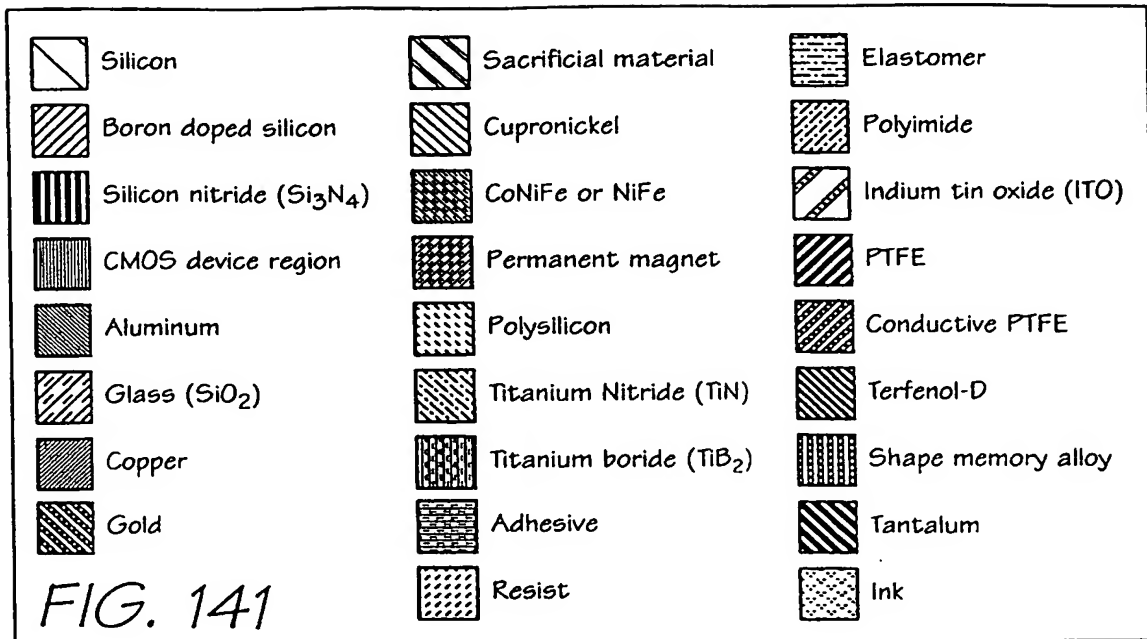 Silicon
Boron doped silicon
Silicon nitride (Si₃N₄)
CMOS device region
Aluminum
Glass (SiO₂)
Copper
Gold
FIG. 141
Sacrificial material
Cupronickel
CoNiFe or NiFe
Permanent magnet
Polysilicon
Titanium Nitride (TiN)
Titanium boride (TiB₂)
Adhesive
Resist
Elastomer
Polyimide
Indium tin oxide (ITO)
PTFE
Conductive PTFE
Terfenol-D
Shape memory alloy
Tantalum
Ink